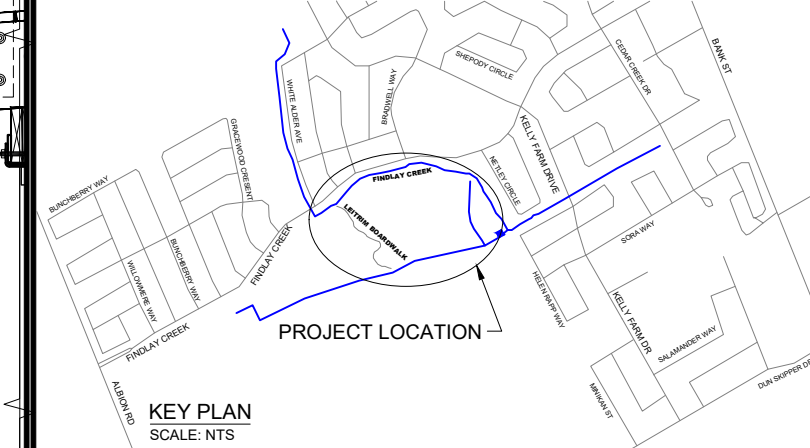 SHEPODY CIRCLE
CEDAR CREEK DR
BANK ST
WHITE ALDER AVE
BRADWELL WAY
GRACEWOOD CRESENT
KELLY FARM DRIVE
NETLEY CIRCLE
FINDLAY CREEK
BUNCHBERRY WAY
LEITRIM BOARDWALK
SORA WAY
FINDLAY CREEK
BUNCHBERRY WAY
WILLOWMERE WAY
HELEN RAPP WAY
FINDLAY CREEK
PROJECT LOCATION
KELLY FARM DR
SALAMANDER WAY
DUN SKIPPER DR
ALBION RD
MINIKAN ST
KEY PLAN
SCALE: NTS